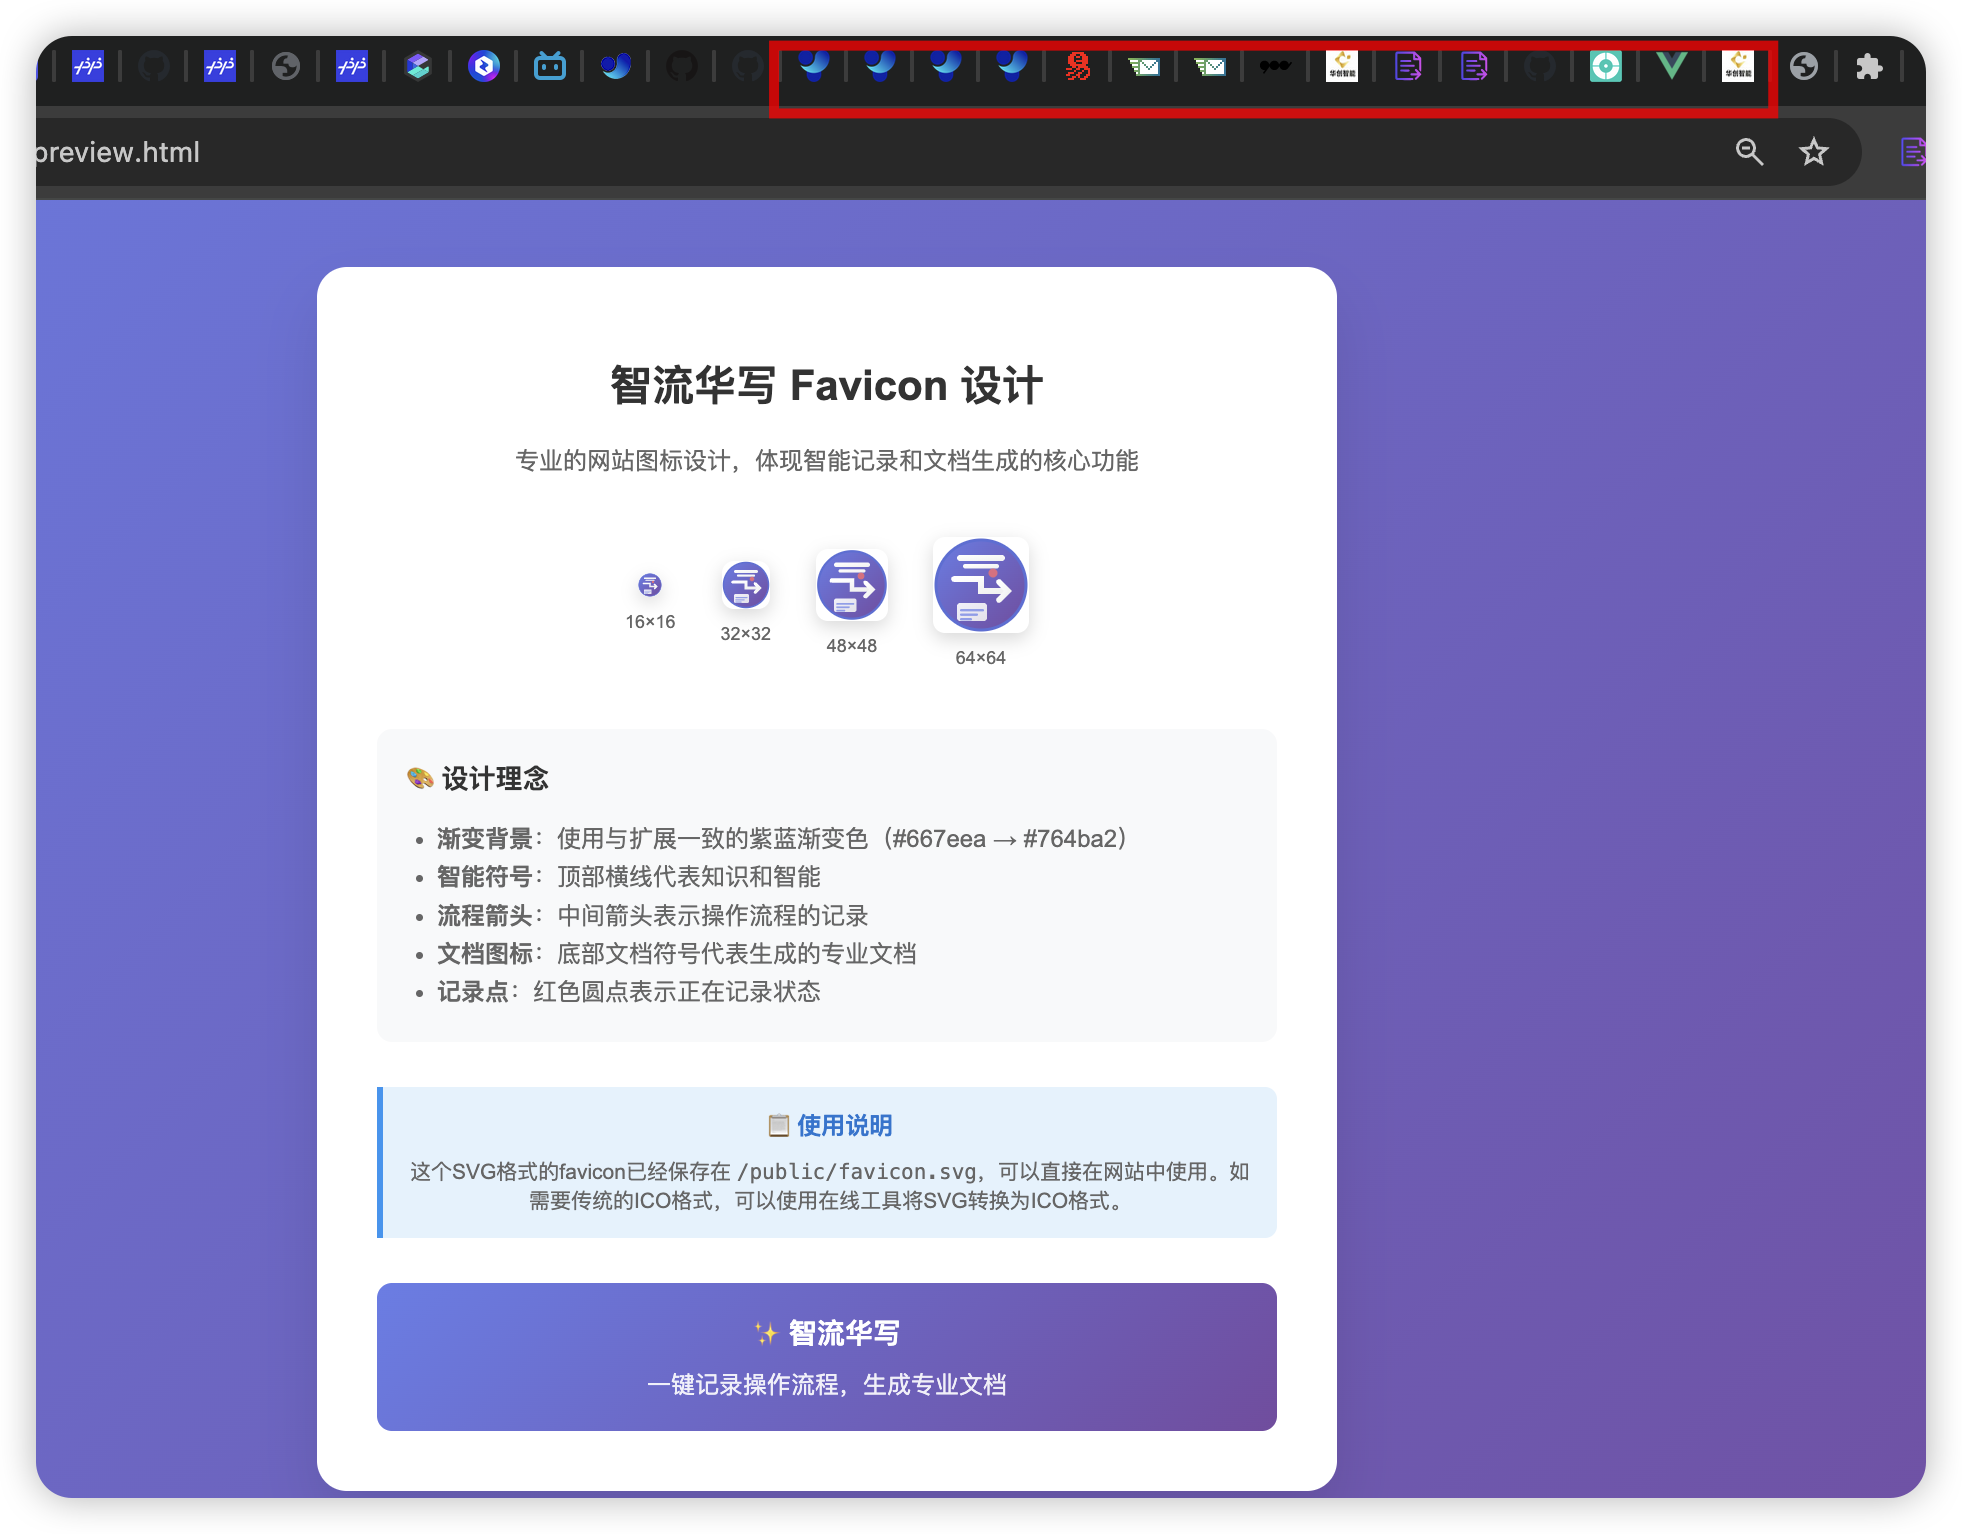 preview.html
智流华写 Favicon 设计
专业的网站图标设计，体现智能记录和文档生成的核心功能
16×16
32×32
48×48
64×64
🎨 设计理念
• 渐变背景：使用与扩展一致的紫蓝渐变色（#667eea → #764ba2）
• 智能符号：顶部横线代表知识和智能
• 流程箭头：中间箭头表示操作流程的记录
• 文档图标：底部文档符号代表生成的专业文档
• 记录点：红色圆点表示正在记录状态
📋 使用说明
这个SVG格式的favicon已经保存在 /public/favicon.svg，可以直接在网站中使用。如
需要传统的ICO格式，可以使用在线工具将SVG转换为ICO格式。
✨ 智流华写
一键记录操作流程，生成专业文档